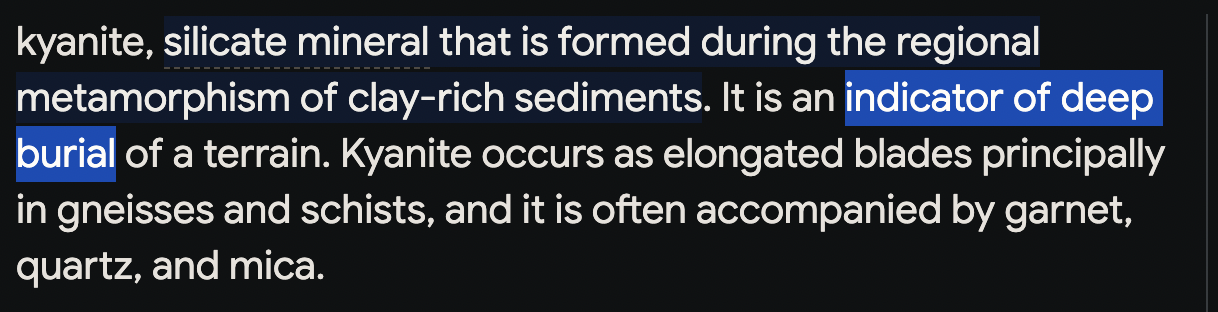 kyanite, silicate mineral that is formed during the regional
metamorphism of clay-rich sediments. It is an indicator of deep
burial of a terrain. Kyanite occurs as elongated blades principally
in gneisses and schists, and it is often accompanied by garnet,
quartz, and mica.